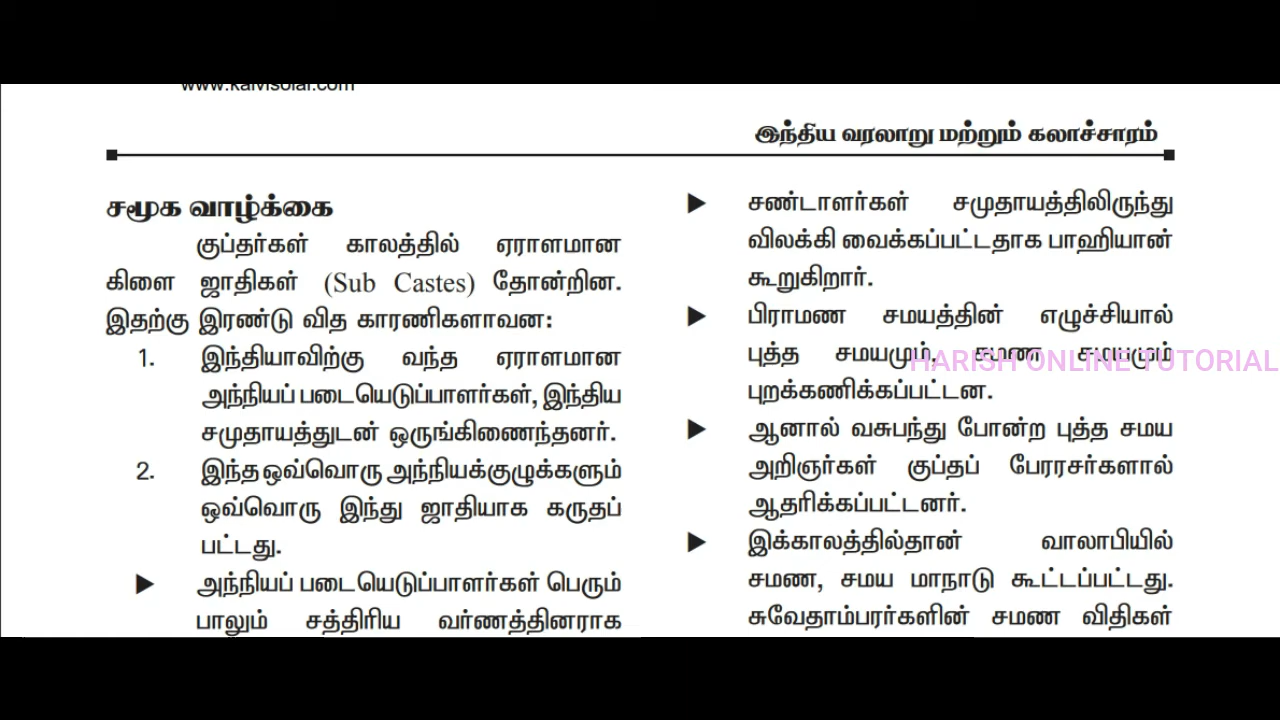 www.kalvisolai.com
இந்திய வரலாறு மற்றும் கலாச்சாரம்
சமூக வாழ்க்கை
குப்தர்கள் காலத்தில் ஏராளமான
கிளை ஜாதிகள் (Sub Castes) தோன்றின.
இதற்கு இரண்டு வித காரணிகளாவன:
1. இந்தியாவிற்கு வந்த ஏராளமான
அந்நியப் படையெடுப்பாளர்கள், இந்திய
சமுதாயத்துடன் ஒருங்கிணைந்தனர்.
2. இந்த ஒவ்வொரு அந்நியக்குழுக்களும்
ஒவ்வொரு இந்து ஜாதியாக கருதப்
பட்டது.
▶ அந்நியப் படையெடுப்பாளர்கள் பெரும்
பாலும் சத்திரிய வர்ணத்தினராக
▶ சண்டாளர்கள் சமுதாயத்திலிருந்து
விலக்கி வைக்கப்பட்டதாக பாஹியான்
கூறுகிறார்.
▶ பிராமண சமயத்தின் எழுச்சியால்
புத்த சமயமும், சமண சமயமும்
புறக்கணிக்கப்பட்டன.
▶ ஆனால் வசுபந்து போன்ற புத்த சமய
அறிஞர்கள் குப்தப் பேரரசர்களால்
ஆதரிக்கப்பட்டனர்.
▶ இக்காலத்தில்தான் வாலாபியில்
சமண, சமய மாநாடு கூட்டப்பட்டது.
சுவேதாம்பரர்களின் சமண விதிகள்
HARISH ONLINE TUTORIAL